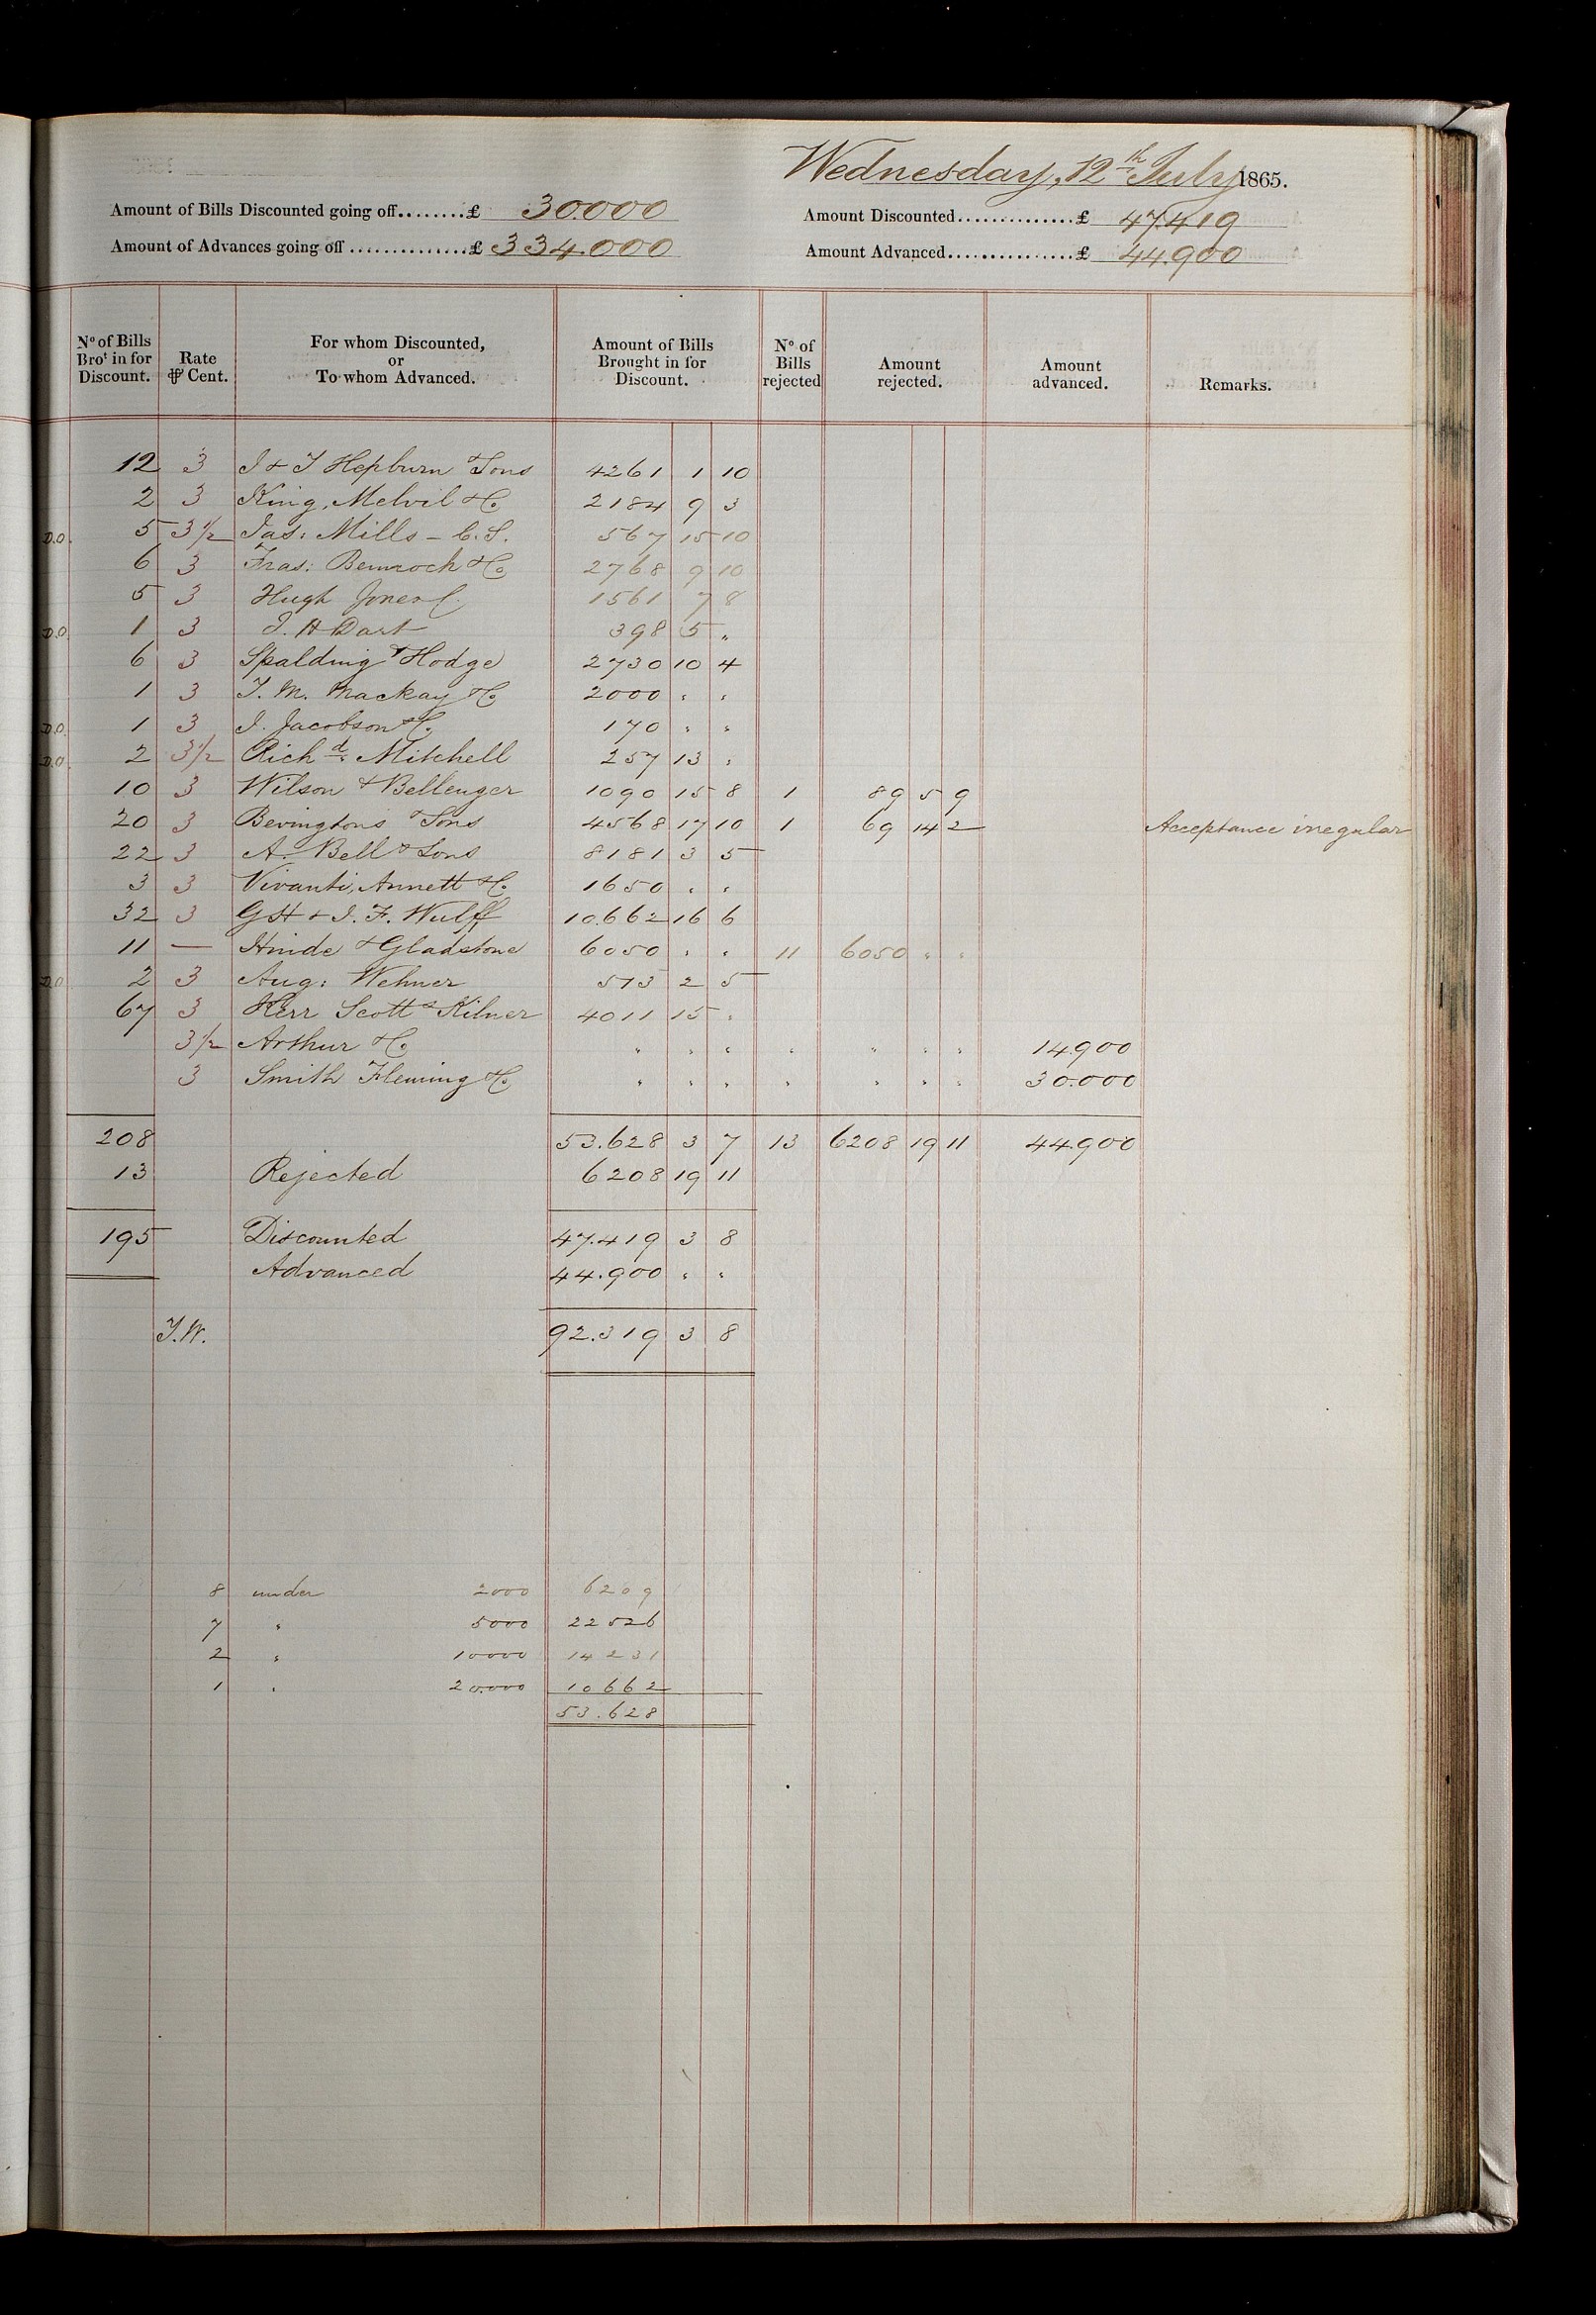 Wednesday, 12th July 1865.
Amount of Bills Discounted going off........£ 30.000 Amount Discounted..............£ 47.419
Amount of Advances going off..............£ 334.000 Amount Advanced................£ 44.900
No of Bills Brot in for Discount. Rate ⅌ Cent. For whom Discounted, or To whom Advanced. Amount of Bills Brought in for Discount. No of Bills rejected Amount rejected. Amount advanced. Remarks.
12 3 J & T Hepburn & Sons 4261 1 10
2 3 King, Melvil & Co 2184 9 3
D.O. 5 3½ Jas: Mills - C.S. 567 15 10
6 3 Fras: & Co 2768 9 10
5 3 Hugh Jones 1561 7 8
D.O. 1 3 J. H Dart 398 5 "
6 3 Spalding & Hodge 2730 10 4
1 3 T. M. Mackay & Co 2000 " "
D.O. 1 3 J. Jacobson & Co. 170 " "
D.O. 2 3½ Richd: Mitchell 257 13 "
10 3 Wilson & Bellenger 1090 15 8 1 89 5 9
20 3 Bevingtons & Sons 4568 17 10 1 69 14 2 Acceptance irregular
22 3 A. Bell & Sons 8181 3 5
3 3 Vivanti, Annett & Co. 1650 " "
32 3 G H & J. F. Wulff 10.662 16 6
11 — Hinde & Gladstone 6050 " " 11 6050 " "
D.O 2 3 Aug: Wehner 513 2 5
67 3 Kerr Scott & Kilner 4011 15 "
3½ Arthur & Co " " " " " " " 14.900
3 Smith Fleming & Co " " " " " " " 30.000
208 53.628 3 7 13 6208 19 11 44.900
13 Rejected 6208 19 11
195 Discounted 47.419 3 8
Advanced 44.900 " "
T.W. 92.319 3 8
8 under 2000 6209
7 " 5000 22526
2 " 10000 14231
1 " 20.000 10662
53.628